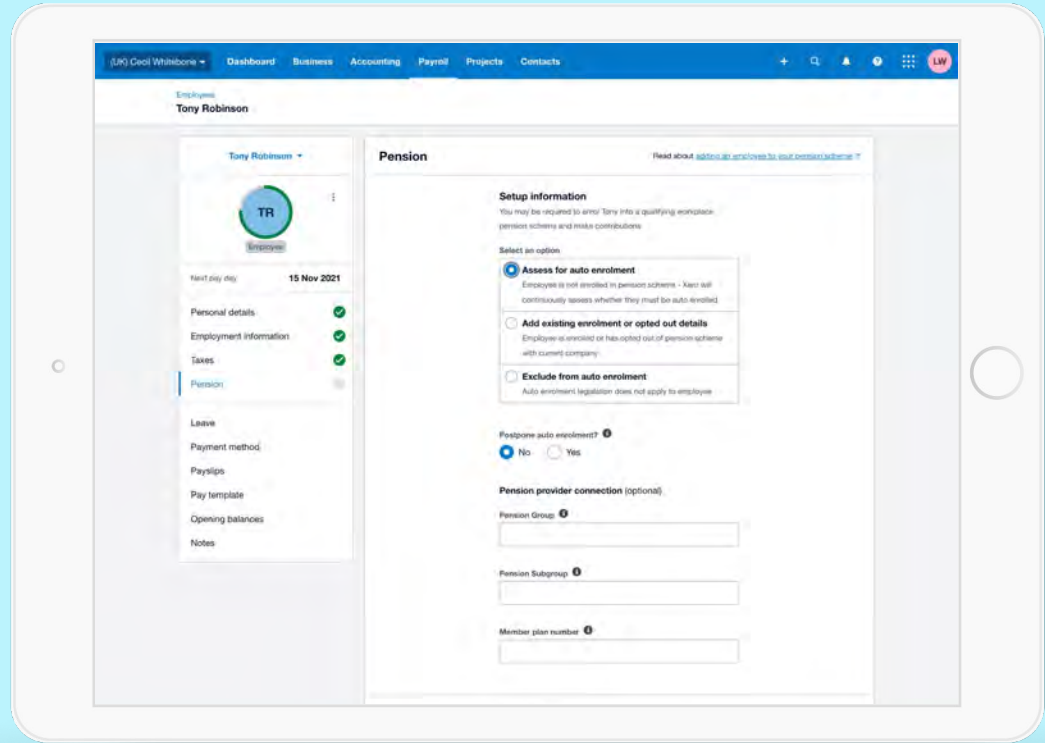 (UK) Cecil Whitebone
Dashboard Business Accounting Payroll Projects Contacts
LW
Employees
Tony Robinson
Tony Robinson
TR
Employee
Next pay day 15 Nov 2021
Personal details
Employment information
Taxes
Pension
Leave
Payment method
Payslips
Pay template
Opening balances
Notes
Pension
Read about adding an employee to your pension scheme
Setup information
You may be required to enrol Tony into a qualifying workplace
pension scheme and make contributions
Select an option
Assess for auto enrolment
Employee is not enrolled in pension scheme - Xero will
continuously assess whether they must be auto enrolled
Add existing enrolment or opted out details
Employee is enrolled or has opted out of pension scheme
with current company
Exclude from auto enrolment
Auto enrolment legislation does not apply to employee
Postpone auto enrolment?
No Yes
Pension provider connection (optional)
Pension Group
Pension Subgroup
Member plan number